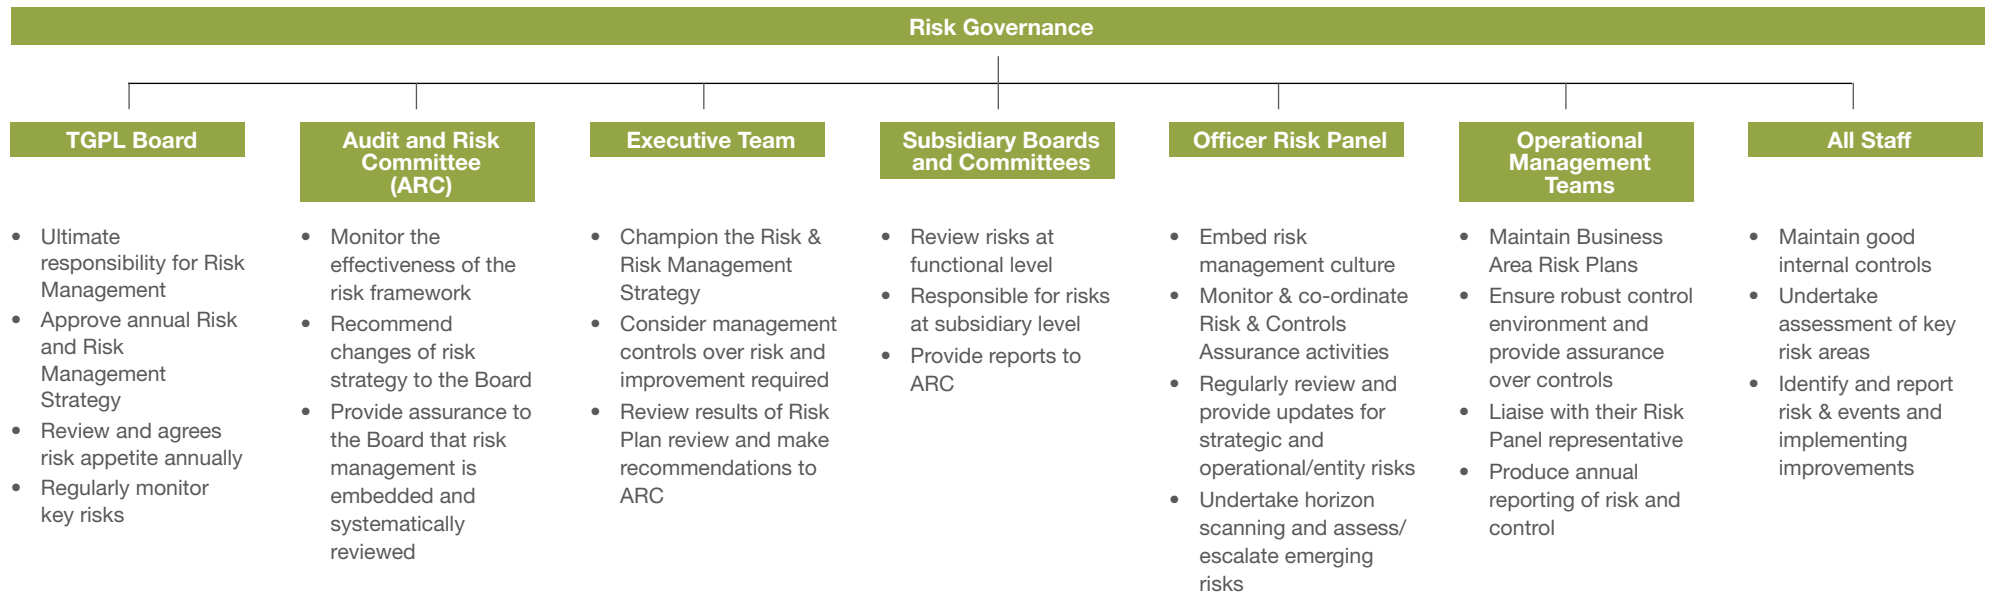 Risk Governance
TGPL Board
• Ultimate
responsibility for Risk
Management
• Approve annual Risk
and Risk
Management
Strategy
• Review and agrees
risk appetite annually
• Regularly monitor
key risks
Audit and Risk
Committee
(ARC)
• Monitor the
effectiveness of the
risk framework
• Recommend
changes of risk
strategy to the Board
• Provide assurance to
the Board that risk
management is
embedded and
systematically
reviewed
Executive Team
• Champion the Risk &
Risk Management
Strategy
• Consider management
controls over risk and
improvement required
• Review results of Risk
Plan review and make
recommendations to
ARC
Subsidiary Boards
and Committees
• Review risks at
functional level
• Responsible for risks
at subsidiary level
• Provide reports to
ARC
Officer Risk Panel
• Embed risk
management culture
• Monitor & co-ordinate
Risk & Controls
Assurance activities
• Regularly review and
provide updates for
strategic and
operational/entity risks
• Undertake horizon
scanning and assess/
escalate emerging
risks
Operational
Management
Teams
• Maintain Business
Area Risk Plans
• Ensure robust control
environment and
provide assurance
over controls
• Liaise with their Risk
Panel representative
• Produce annual
reporting of risk and
control
All Staff
• Maintain good
internal controls
• Undertake
assessment of key
risk areas
• Identify and report
risk & events and
implementing
improvements